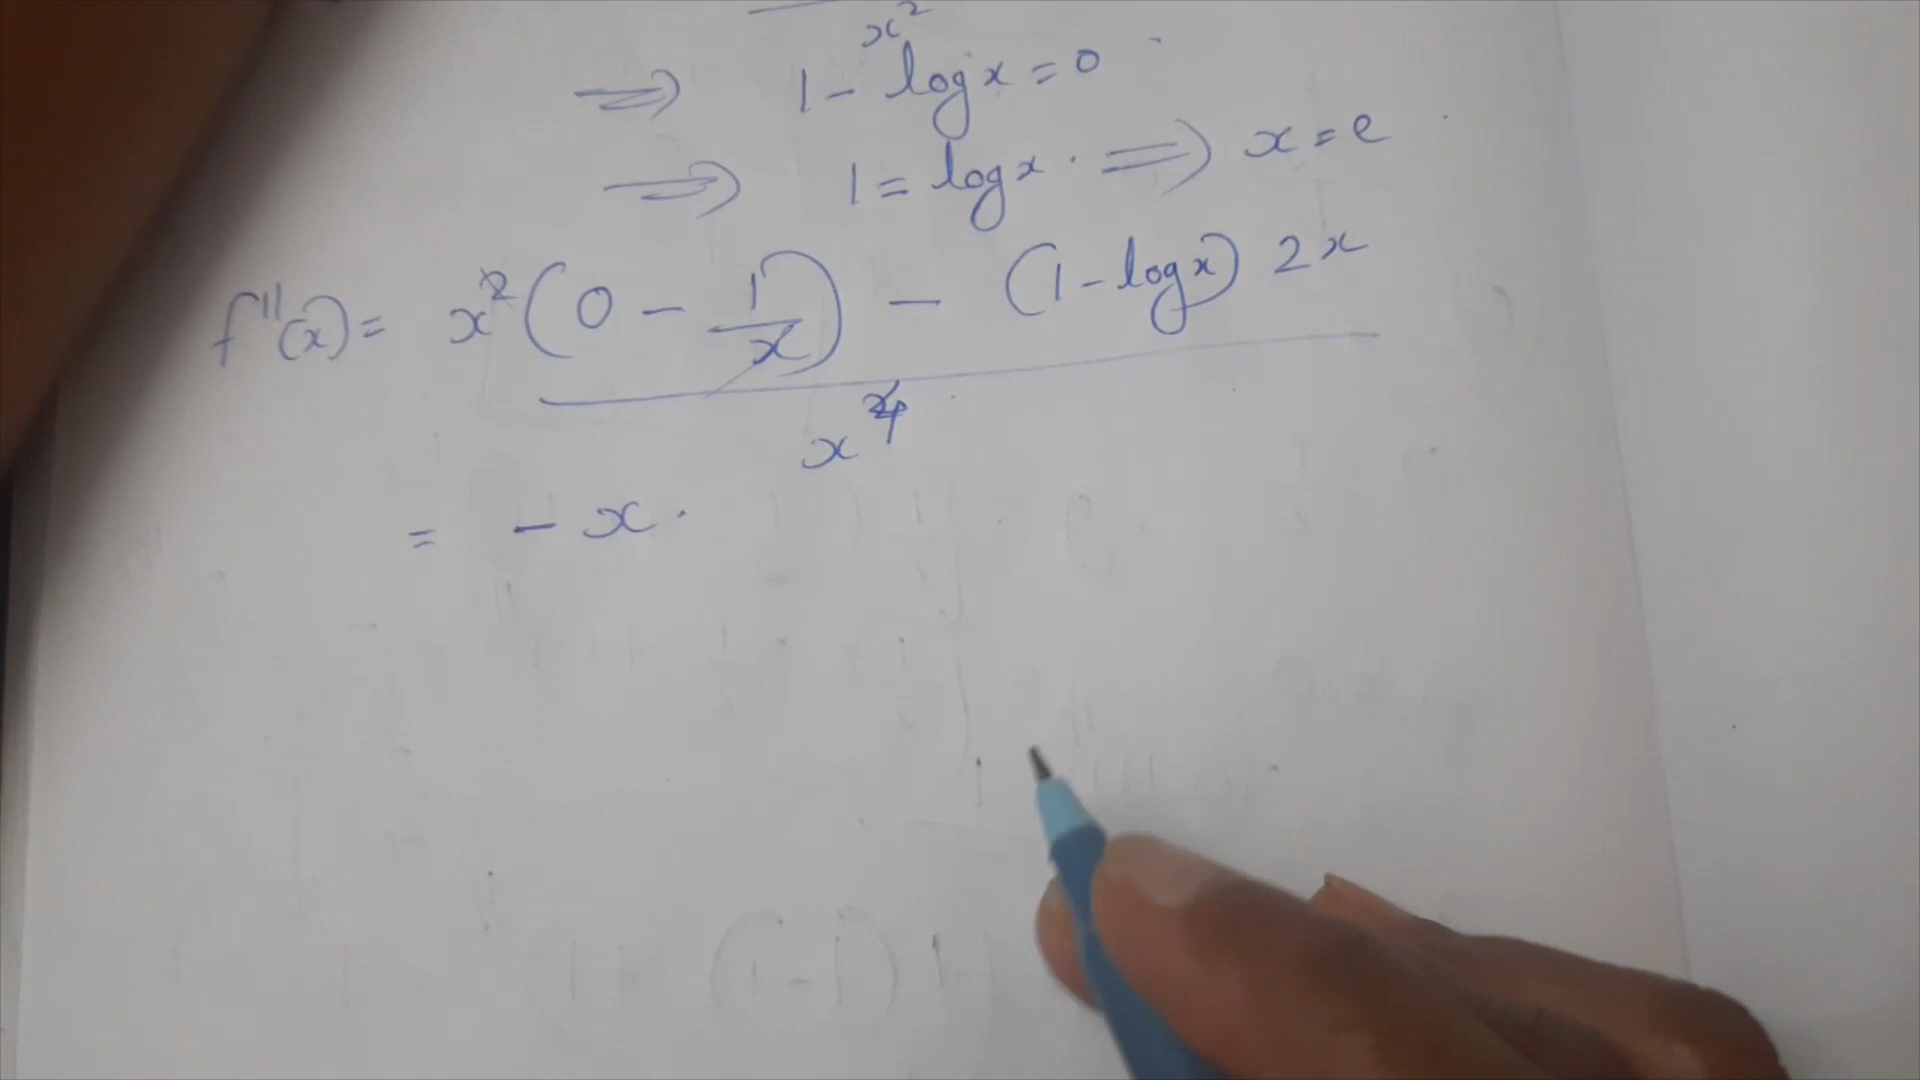 x²
⇒ 1 - log x = 0
⇒ 1 = log x . ⇒ x = e
f''(x) = x²(0 - 1/x) - (1 - log x) 2x
x⁴
= - x .